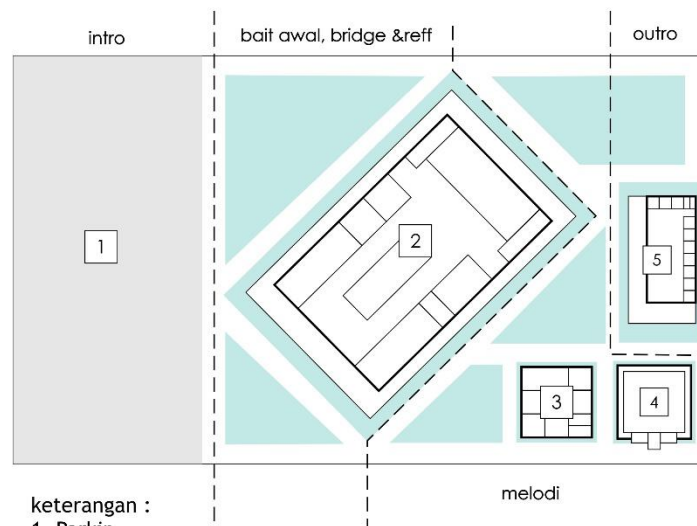 intro
bait awal, bridge &reff
outro
1
2
5
3
4
melodi
keterangan :